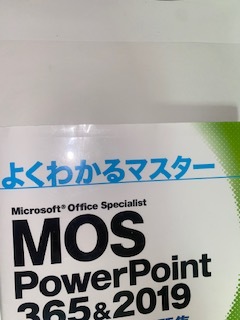 よくわかるマスター
Microsoft® Office Specialist
MOS
PowerPoint
365&2019